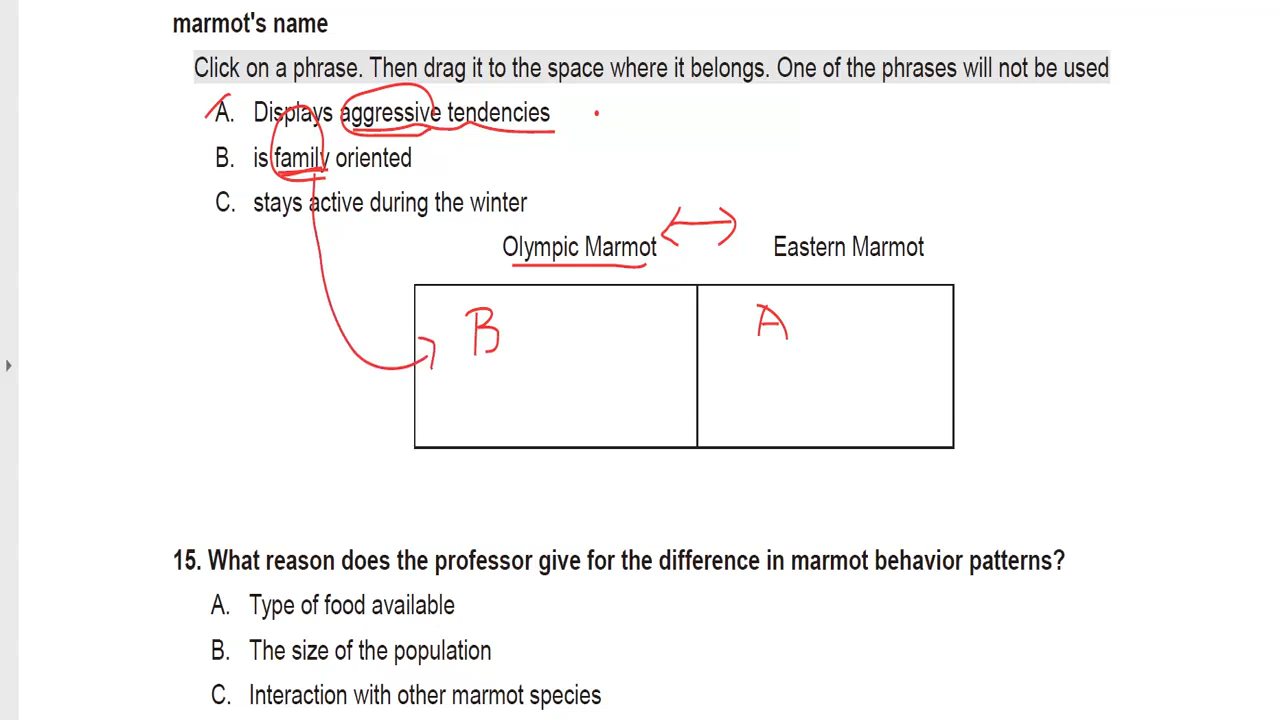 marmot's name
Click on a phrase. Then drag it to the space where it belongs. One of the phrases will not be used
A. Displays aggressive tendencies
B. is family oriented
C. stays active during the winter
Olympic Marmot Eastern Marmot
B A
15. What reason does the professor give for the difference in marmot behavior patterns?
A. Type of food available
B. The size of the population
C. Interaction with other marmot species